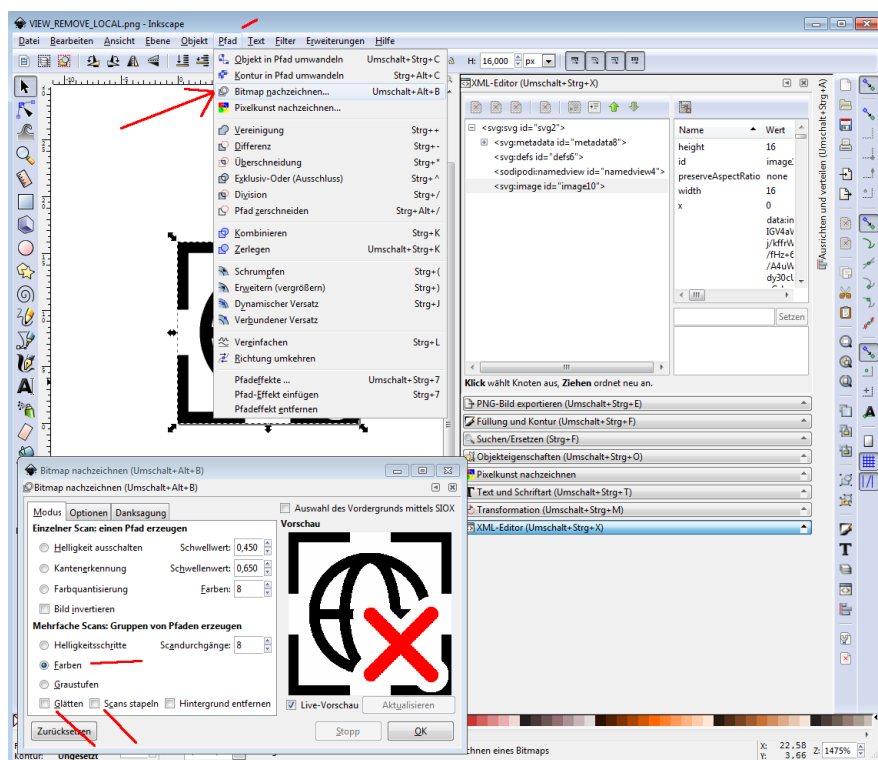 VIEW_REMOVE_LOCAL.png - Inkscape
Datei Bearbeiten Ansicht Ebene Objekt Pfad Text Filter Erweiterungen Hilfe
H: 16,000 px
Objekt in Pfad umwandeln Umschalt+Strg+C
Kontur in Pfad umwandeln Strg+Alt+C
Bitmap nachzeichnen... Umschalt+Alt+B
Pixelkunst nachzeichnen...
Vereinigung Strg++
Differenz Strg+-
Überschneidung Strg+*
Exklusiv-Oder (Ausschluss) Strg+^
Division Strg+/
Pfad zerschneiden Strg+Alt+/
Kombinieren Strg+K
Zerlegen Umschalt+Strg+K
Schrumpfen Strg+(
Erweitern (vergrößern) Strg+)
Dynamischer Versatz Strg+J
Verbundener Versatz
Vereinfachen Strg+L
Richtung umkehren
Pfadeffekte ... Umschalt+Strg+7
Pfad-Effekt einfügen Strg+7
Pfadeffekt entfernen
XML-Editor (Umschalt+Strg+X)
<svg:svg id="svg2">
<svg:metadata id="metadata8">
<svg:defs id="defs6">
<sodipodi:namedview id="namedview4">
<svg:image id="image10">
Name Wert
height 16
id image
preserveAspectRatio none
width 16
x 0
data:in
IGV4aV
j/kffrW
/fHz+6
/A4uW
dy30cL
Setzen
Klick wählt Knoten aus, Ziehen ordnet neu an.
Ausrichten und verteilen (Umschalt+Strg+A)
PNG-Bild exportieren (Umschalt+Strg+E)
Füllung und Kontur (Umschalt+Strg+F)
Suchen/Ersetzen (Strg+F)
Objekteigenschaften (Umschalt+Strg+O)
Pixelkunst nachzeichnen
Text und Schriftart (Umschalt+Strg+T)
Transformation (Umschalt+Strg+M)
XML-Editor (Umschalt+Strg+X)
Bitmap nachzeichnen (Umschalt+Alt+B)
Bitmap nachzeichnen (Umschalt+Alt+B)
Modus Optionen Danksagung
Auswahl des Vordergrunds mittels SIOX
Einzelner Scan: einen Pfad erzeugen
Vorschau
Helligkeit ausschalten Schwellwert: 0,450
Kantenerkennung Schwellenwert: 0,650
Farbquantisierung Farben: 8
Bild invertieren
Mehrfache Scans: Gruppen von Pfaden erzeugen
Helligkeitsschritte Scandurchgänge: 8
Farben
Graustufen
Glätten Scans stapeln Hintergrund entfernen
Live-Vorschau Aktualisieren
Zurücksetzen Stopp OK
Kontur: Ungesetzt
chnen eines Bitmaps
X: 22,58
Y: 3,66
Z: 1475%